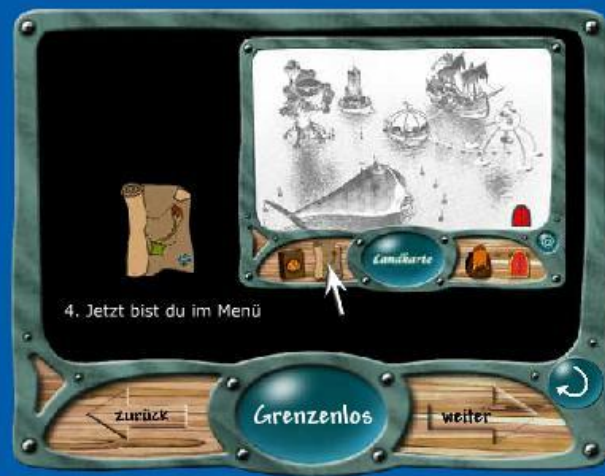 Landkarte
4. Jetzt bist du im Menü
zurück
Grenzenlos
weiter